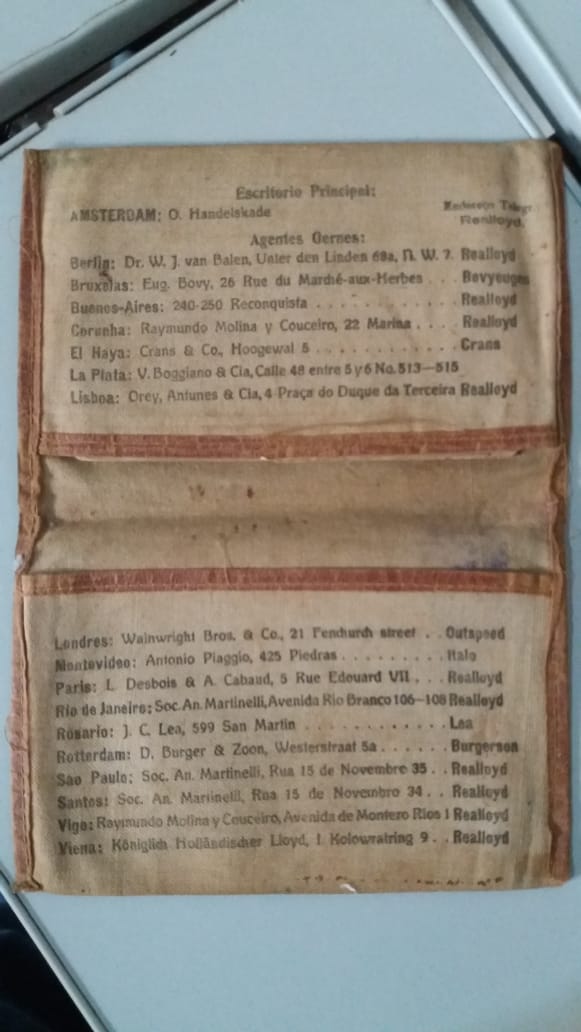 Escritorio Principal:
AMSTERDAM: O. Handelskade
Telegr.
Realloyd.
Agentes Geraes:
Berlin: Dr. W. J. van Balen, Unter den Linden 68a, N. W. 7. Realloyd
Bruxelas: Eug. Bovy, 26 Rue du Marché-aux-Herbes . . . Bovyeugen
Buenos-Aires: 240-250 Reconquista . . . . . . . . . . . Realloyd
Corunha: Raymundo Molina y Couceiro, 22 Marina . . . . Realloyd
El Haya: Crans & Co., Hoogewal 5 . . . . . . . . . . . Crans
La Plata: V. Boggiano & Cia, Calle 48 entre 5 y 6 No. 513—515
Lisboa: Orey, Antunes & Cia, 4 Praça do Duque da Terceira Realloyd
Londres: Wainwright Bros. & Co., 21 Fenchurch street . . Outspeed
Montevideo: Antonio Piaggio, 425 Piedras . . . . . . . . . Italo
Paris: L. Desbois & A. Cabaud, 5 Rue Edouard VII . . . Realloyd
Rio de Janeiro: Soc. An. Martinelli, Avenida Rio Branco 106—108 Realloyd
Rosario: J. C. Lea, 599 San Martin . . . . . . . . . . . . Lea
Rotterdam: D. Burger & Zoon, Westerstraat 5a . . . . . . Burgerson
Sao Paulo: Soc. An. Martinelli, Rua 15 de Novembro 35 . . Realloyd
Santos: Soc. An. Martinelli, Rua 15 de Novembro 34 . . Realloyd
Vigo: Raymundo Molina y Couceiro, Avenida de Montero Rios 1 Realloyd
Viena: Königlich Holländischer Lloyd, I Kolowratring 9 . . Realloyd